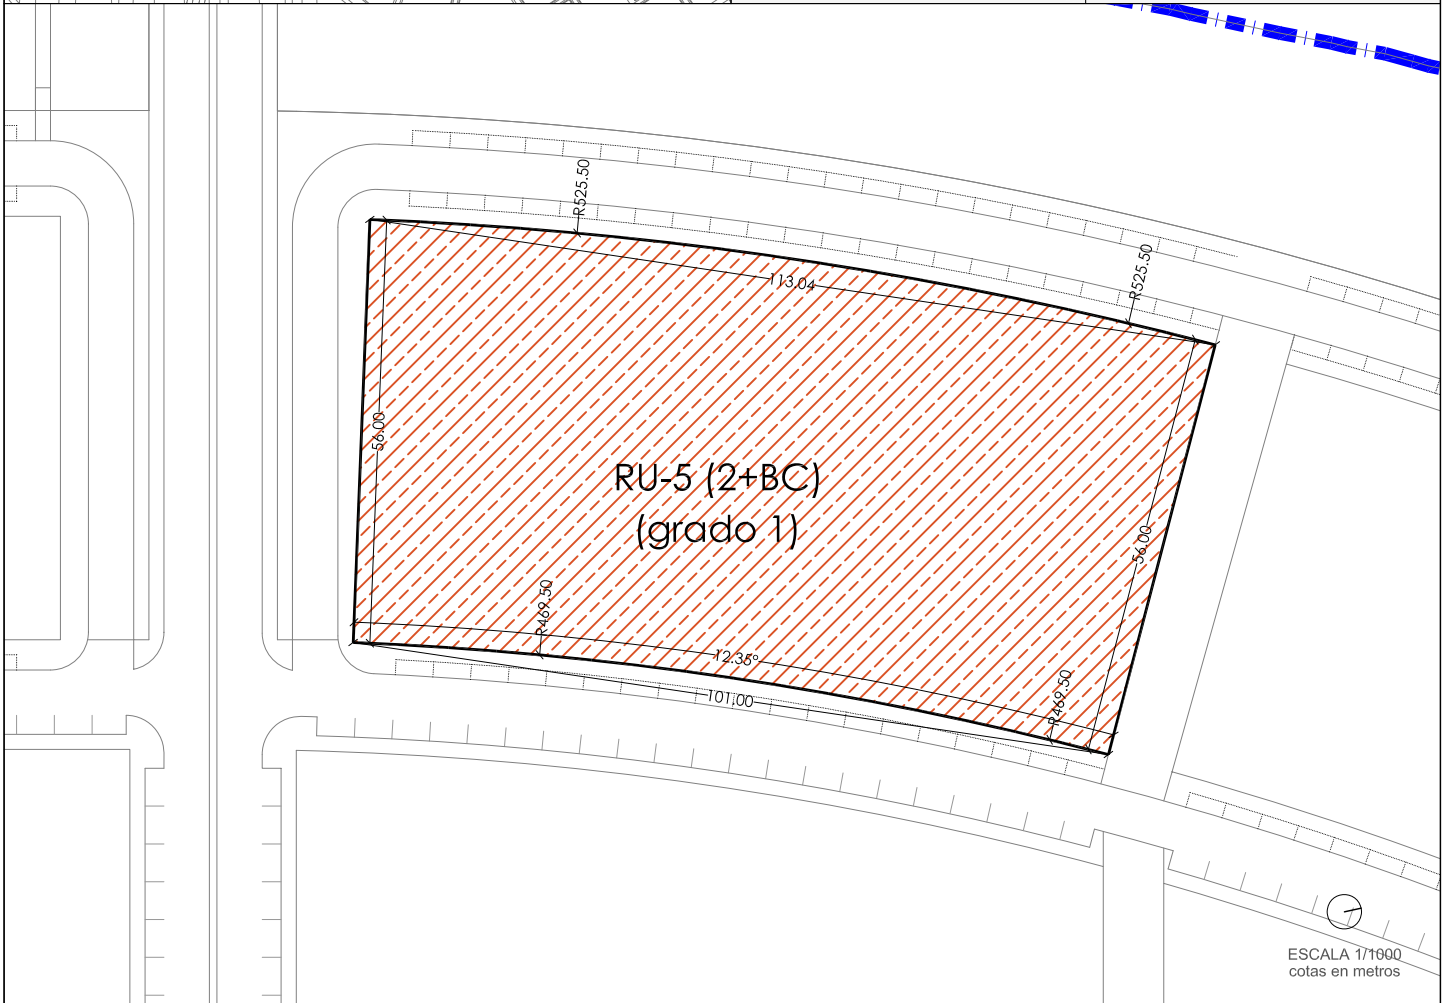 R525.50
R525.50
113.04
56.00
RU-5 (2+BC)
(grado 1)
56.00
R469.50
12.35°
101.00
R469.50
ESCALA 1/1000
cotas en metros